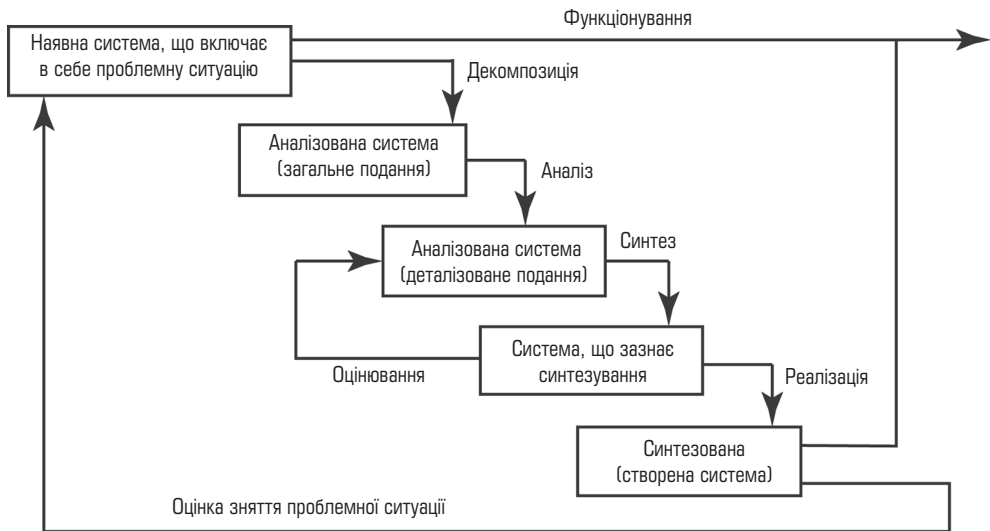 Функціонування
Наявна система, що включає
в себе проблемну ситуацію
Декомпозиція
Аналізована система
(загальне подання)
Аналіз
Аналізована система
(деталізоване подання)
Синтез
Система, що зазнає
синтезування
Оцінювання
Реалізація
Синтезована
(створена система)
Оцінка зняття проблемної ситуації